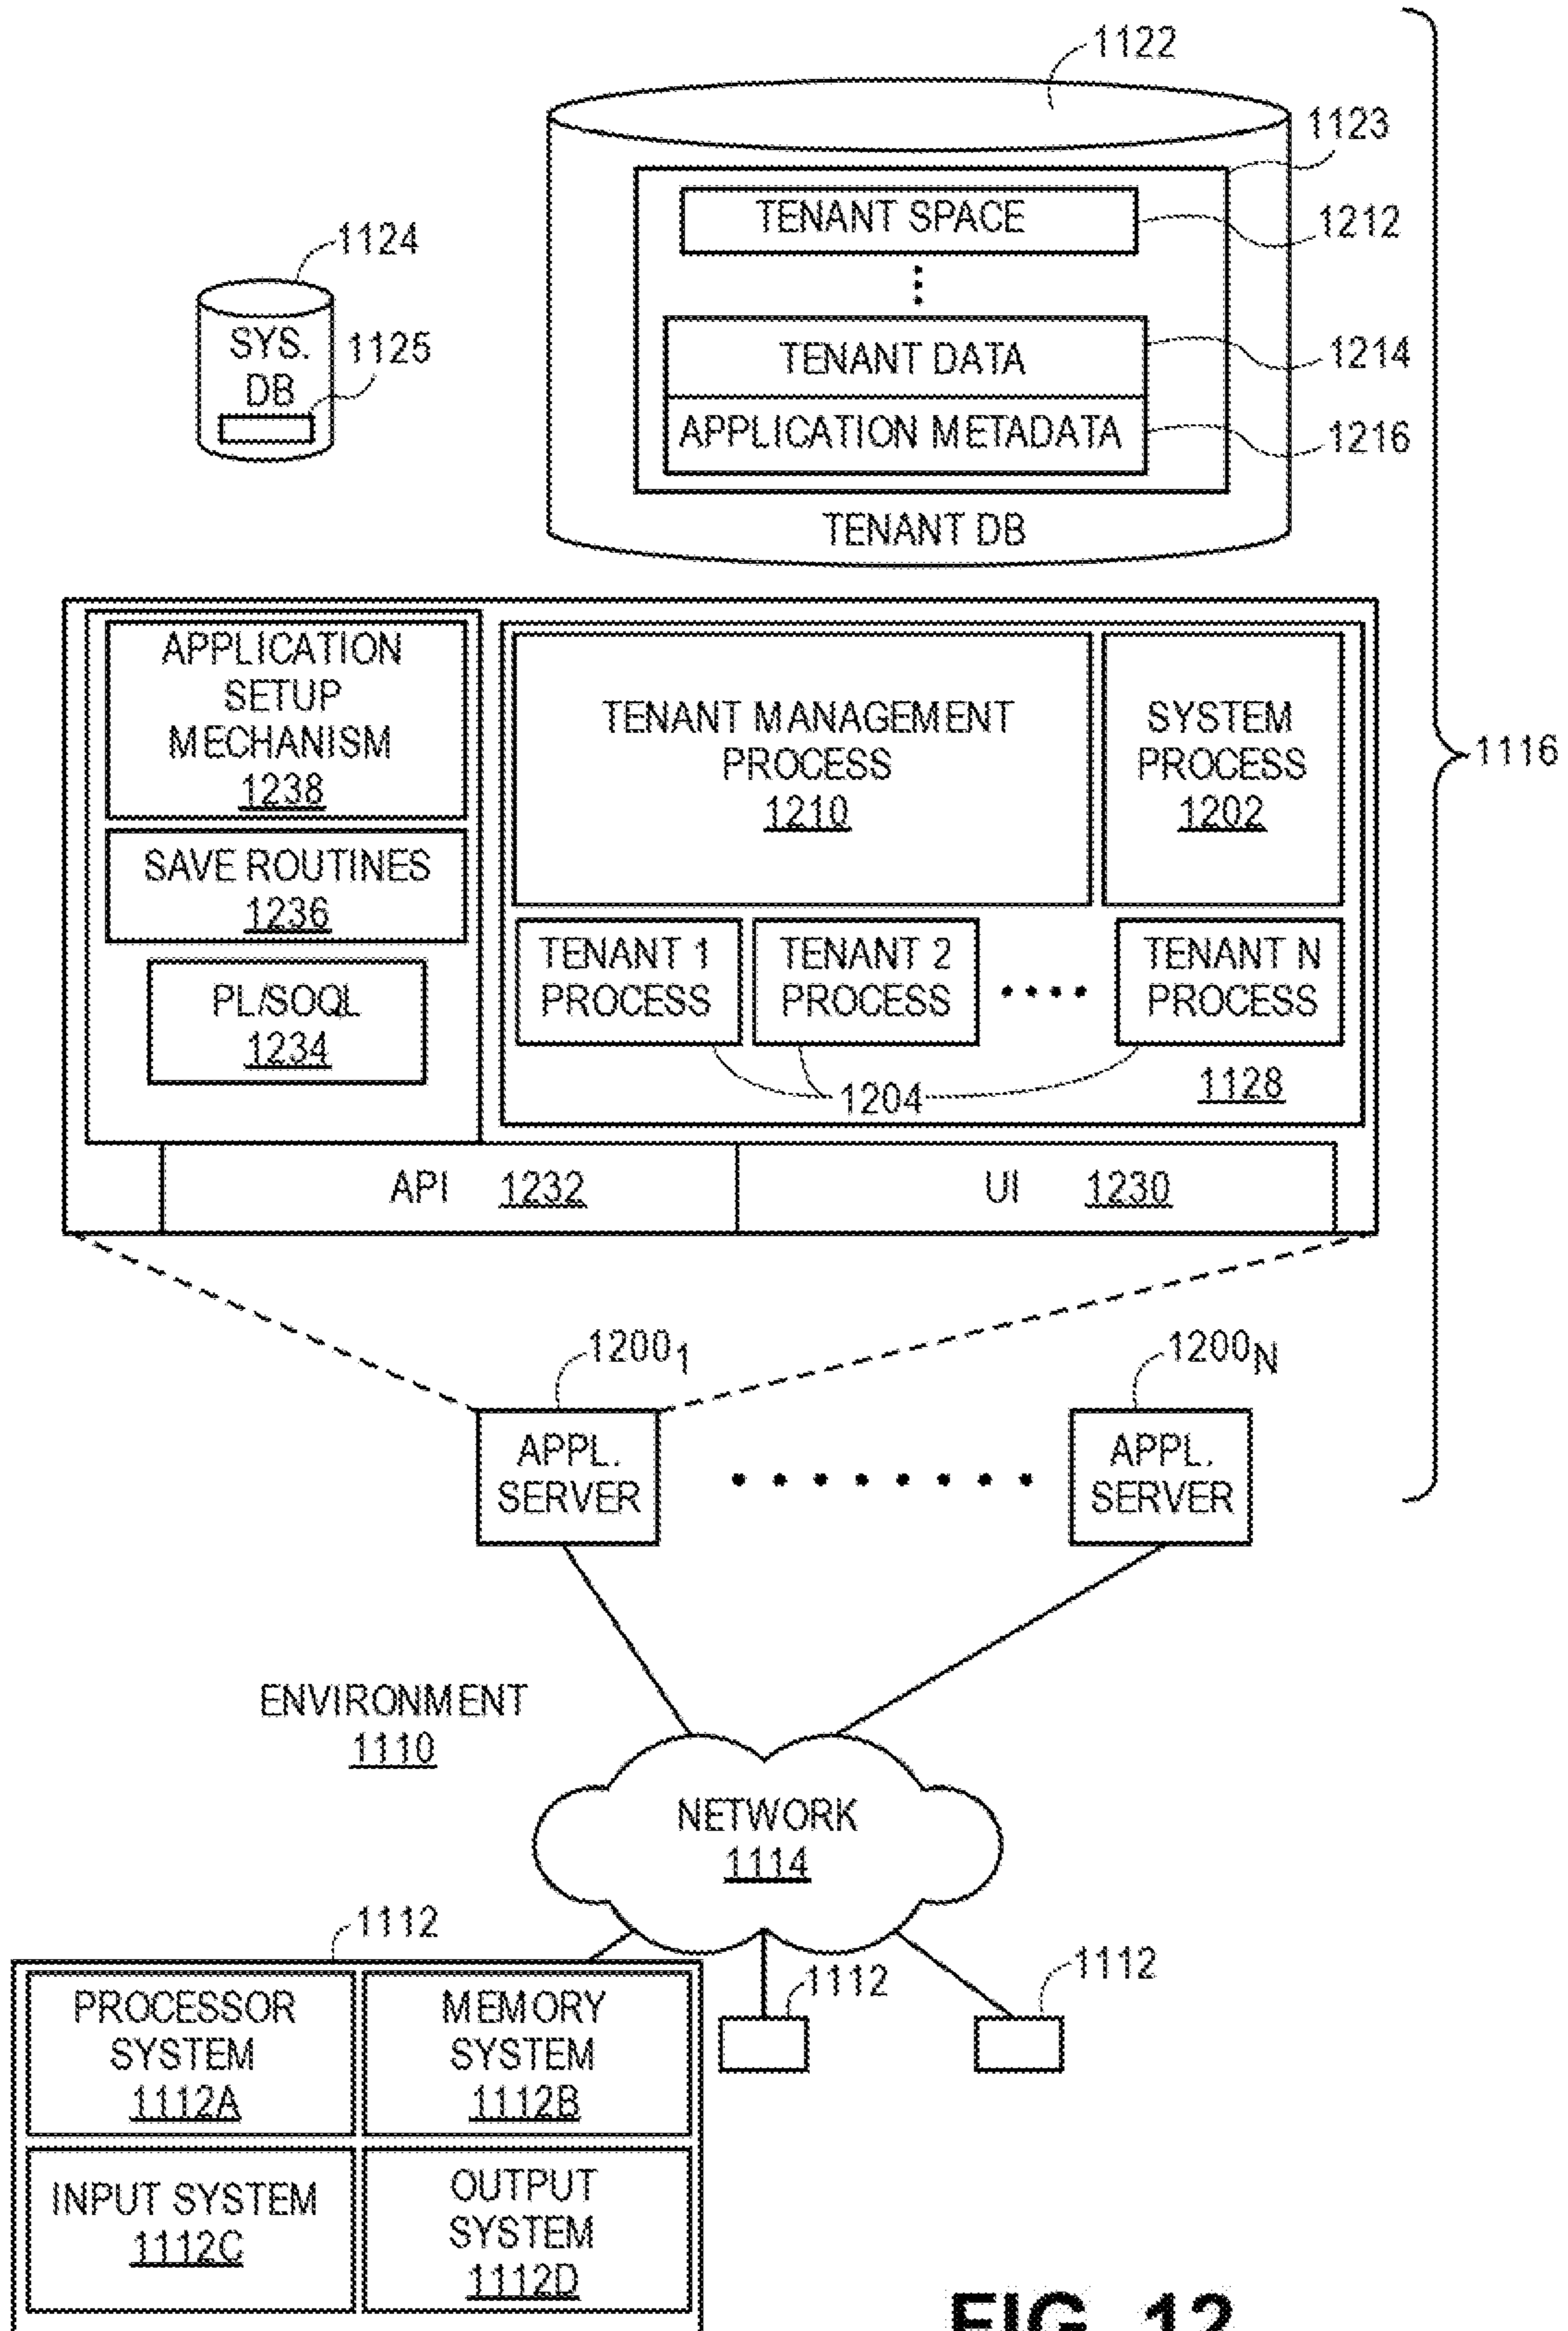 1122
1123
TENANT SPACE
1212
1124
SYS.
DB
1125
TENANT DATA
1214
APPLICATION METADATA
1216
TENANT DB
APPLICATION
SETUP
MECHANISM
1238
TENANT MANAGEMENT
PROCESS
1210
SYSTEM
PROCESS
1202
1116
SAVE ROUTINES
1236
TENANT 1
PROCESS
TENANT 2
PROCESS
TENANT N
PROCESS
PL/SOQL
1234
1204
1128
API 1232
UI 1230
1200₁
1200N
APPL.
SERVER
APPL.
SERVER
ENVIRONMENT
1110
NETWORK
1114
1112
1112
1112
PROCESSOR
SYSTEM
1112A
MEMORY
SYSTEM
1112B
INPUT SYSTEM
1112C
OUTPUT
SYSTEM
1112D
FIG. 12